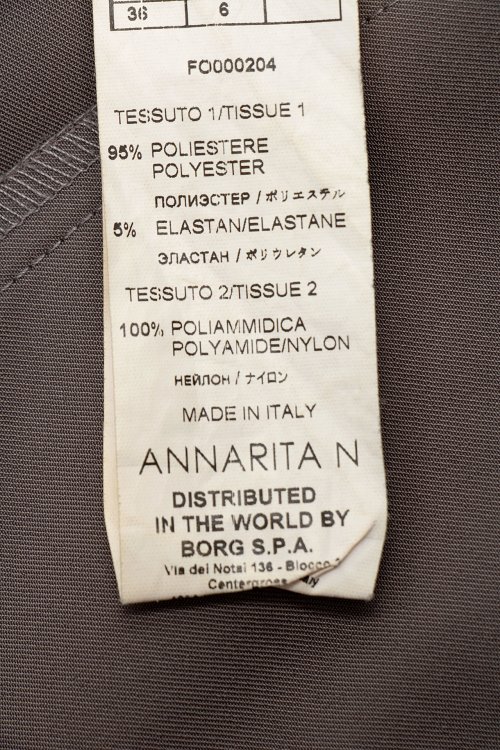 36 6
FO000204
TESSUTO 1/TISSUE 1
95% POLIESTERE
POLYESTER
ПОЛИЭСТЕР / ポリエステル
5% ELASTAN/ELASTANE
ЭЛАСТАН / ポリウレタン
TESSUTO 2/TISSUE 2
100% POLIAMMIDICA
POLYAMIDE/NYLON
НЕЙЛОН / ナイロン
MADE IN ITALY
ANNARITA N
DISTRIBUTED
IN THE WORLD BY
BORG S.P.A.
Via dei Notai 136 - Blocco
Centergross